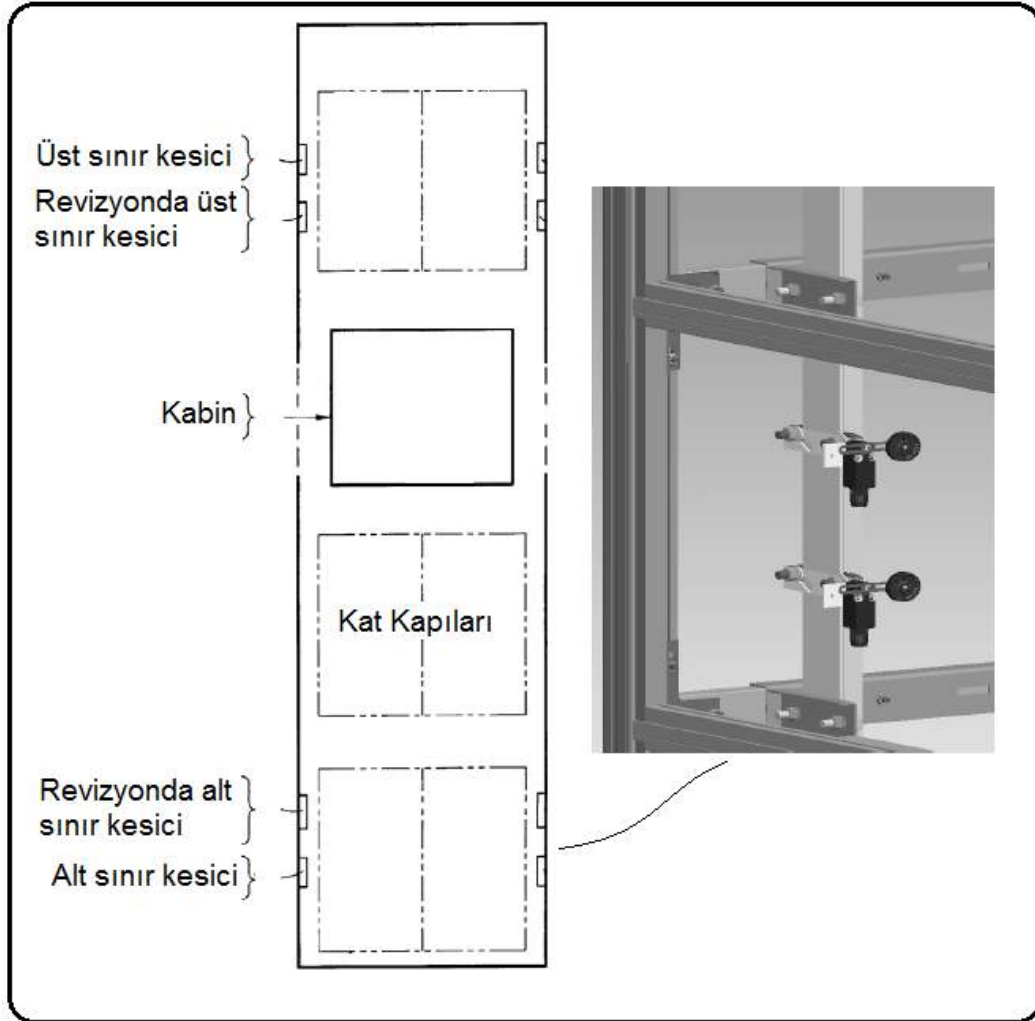 Üst sınır kesici
Revizyonda üst
sınır kesici
Kabin
Kat Kapıları
Revizyonda alt
sınır kesici
Alt sınır kesici